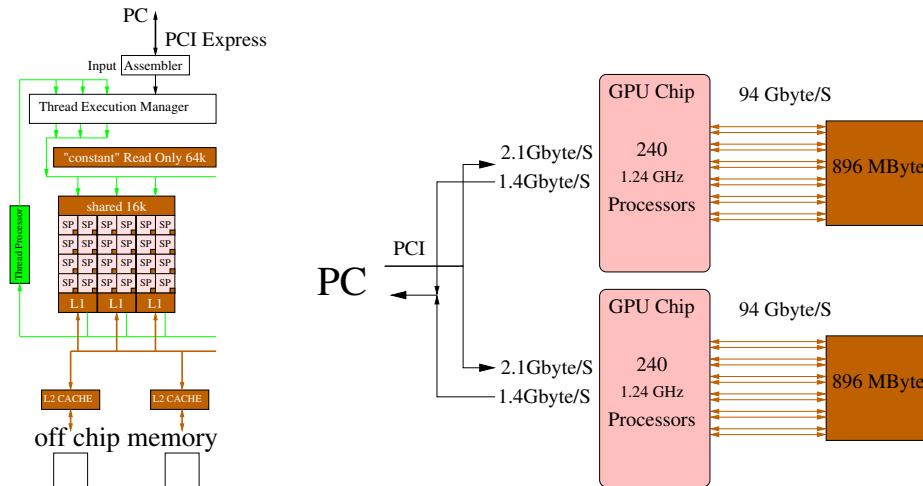 PC
PCI Express
Input Assembler
Thread Execution Manager
"constant" Read Only 64k
Thread Processor
shared 16k
SP SP SP SP SP SP
SP SP SP SP SP SP
SP SP SP SP SP SP
SP SP SP SP SP SP
L1 L1 L1
L2 CACHE L2 CACHE
off chip memory
GPU Chip
94 Gbyte/S
2.1Gbyte/S
1.4Gbyte/S
240
1.24 GHz
Processors
896 MByte
PCI
PC
GPU Chip
94 Gbyte/S
2.1Gbyte/S
1.4Gbyte/S
240
1.24 GHz
Processors
896 MByte